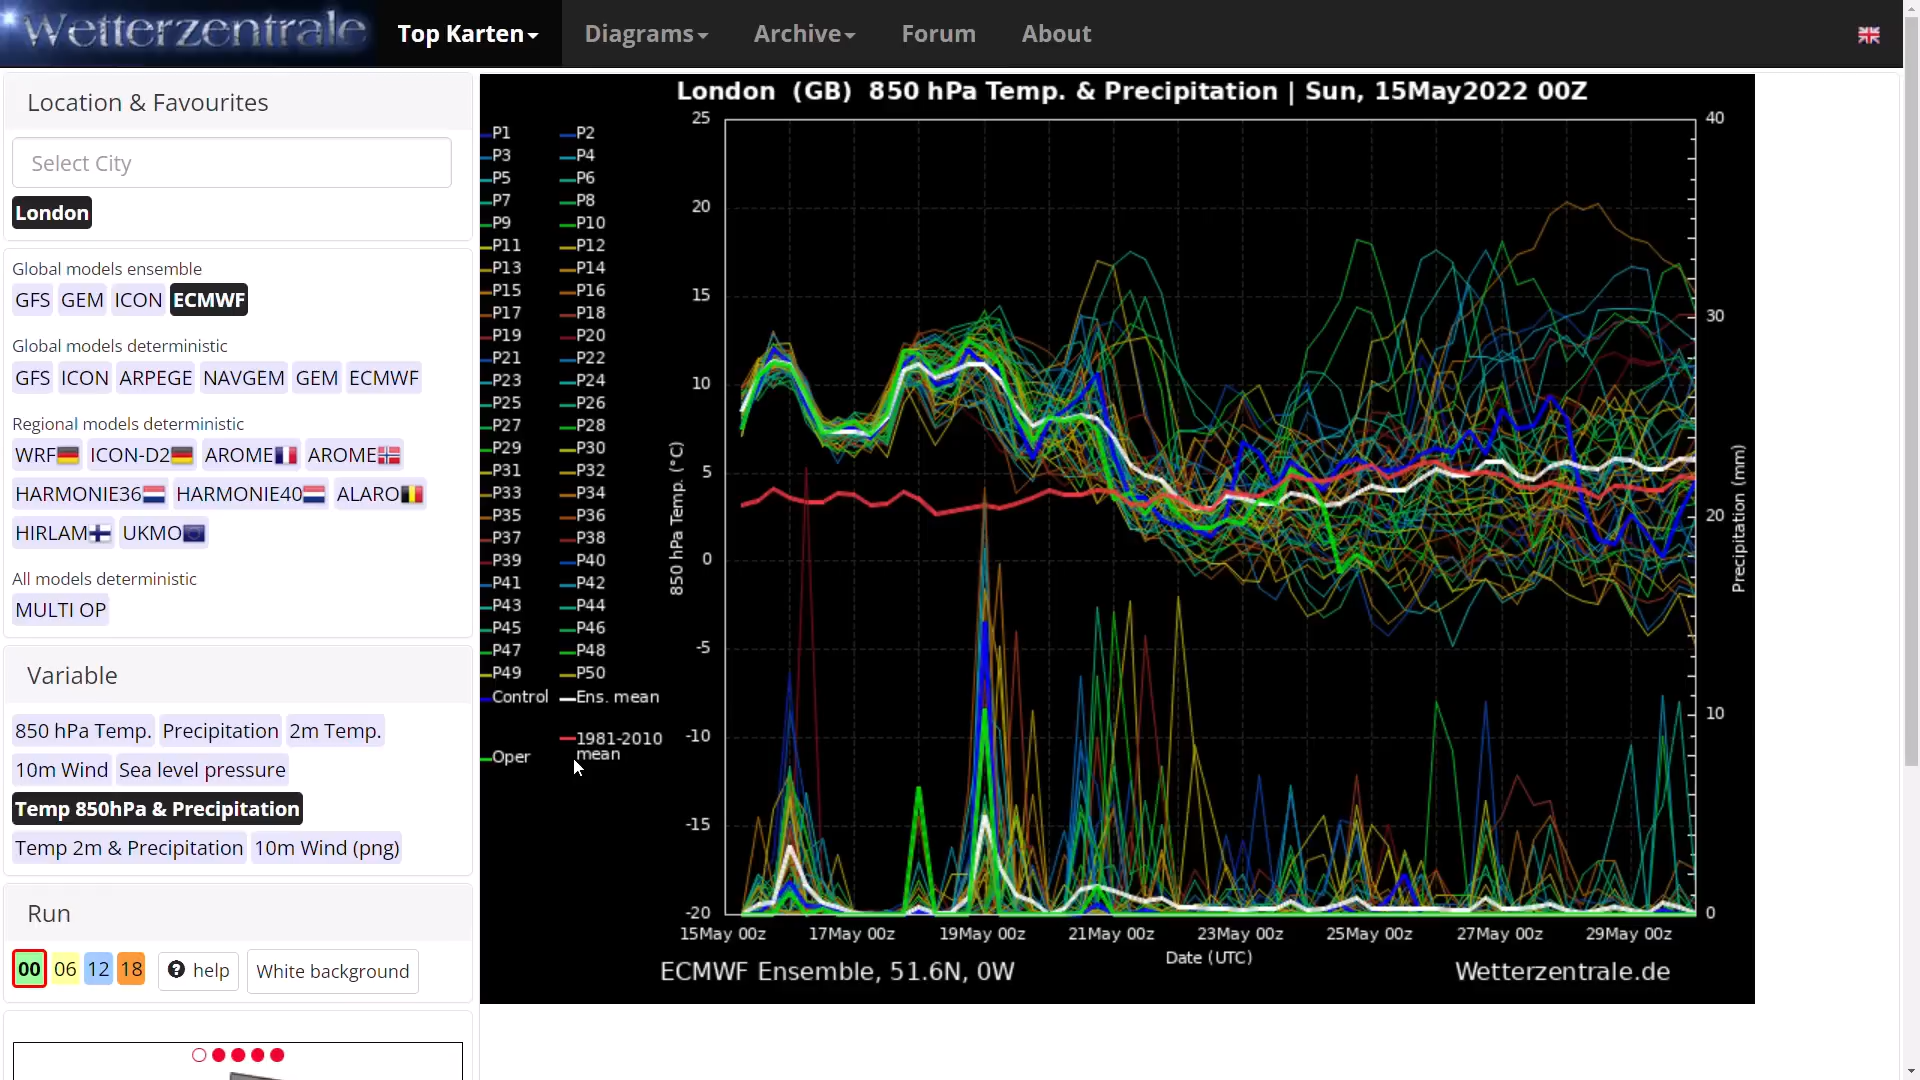 Wetterzentrale
Top Karten
Diagrams
Archive
Forum
About
Location & Favourites
Select City
London
Global models ensemble
GFS GEM ICON ECMWF
Global models deterministic
GFS ICON ARPEGE NAVGEM GEM ECMWF
Regional models deterministic
WRF ICON-D2 AROME AROME
HARMONIE36 HARMONIE40 ALARO
HIRLAM UKMO
All models deterministic
MULTI OP
Variable
850 hPa Temp. Precipitation 2m Temp.
10m Wind Sea level pressure
Temp 850hPa & Precipitation
Temp 2m & Precipitation 10m Wind (png)
Run
00 06 12 18 help White background
London (GB) 850 hPa Temp. & Precipitation | Sun, 15May2022 00Z
P1 P2
P3 P4
P5 P6
P7 P8
P9 P10
P11 P12
P13 P14
P15 P16
P17 P18
P19 P20
P21 P22
P23 P24
P25 P26
P27 P28
P29 P30
P31 P32
P33 P34
P35 P36
P37 P38
P39 P40
P41 P42
P43 P44
P45 P46
P47 P48
P49 P50
Control Ens. mean
Oper 1981-2010
mean
850 hPa Temp. (°C)
25
20
15
10
5
0
-5
-10
-15
-20
40
30
20
10
0
Precipitation (mm)
15May 00z 17May 00z 19May 00z 21May 00z 23May 00z 25May 00z 27May 00z 29May 00z
Date (UTC)
ECMWF Ensemble, 51.6N, 0W
Wetterzentrale.de